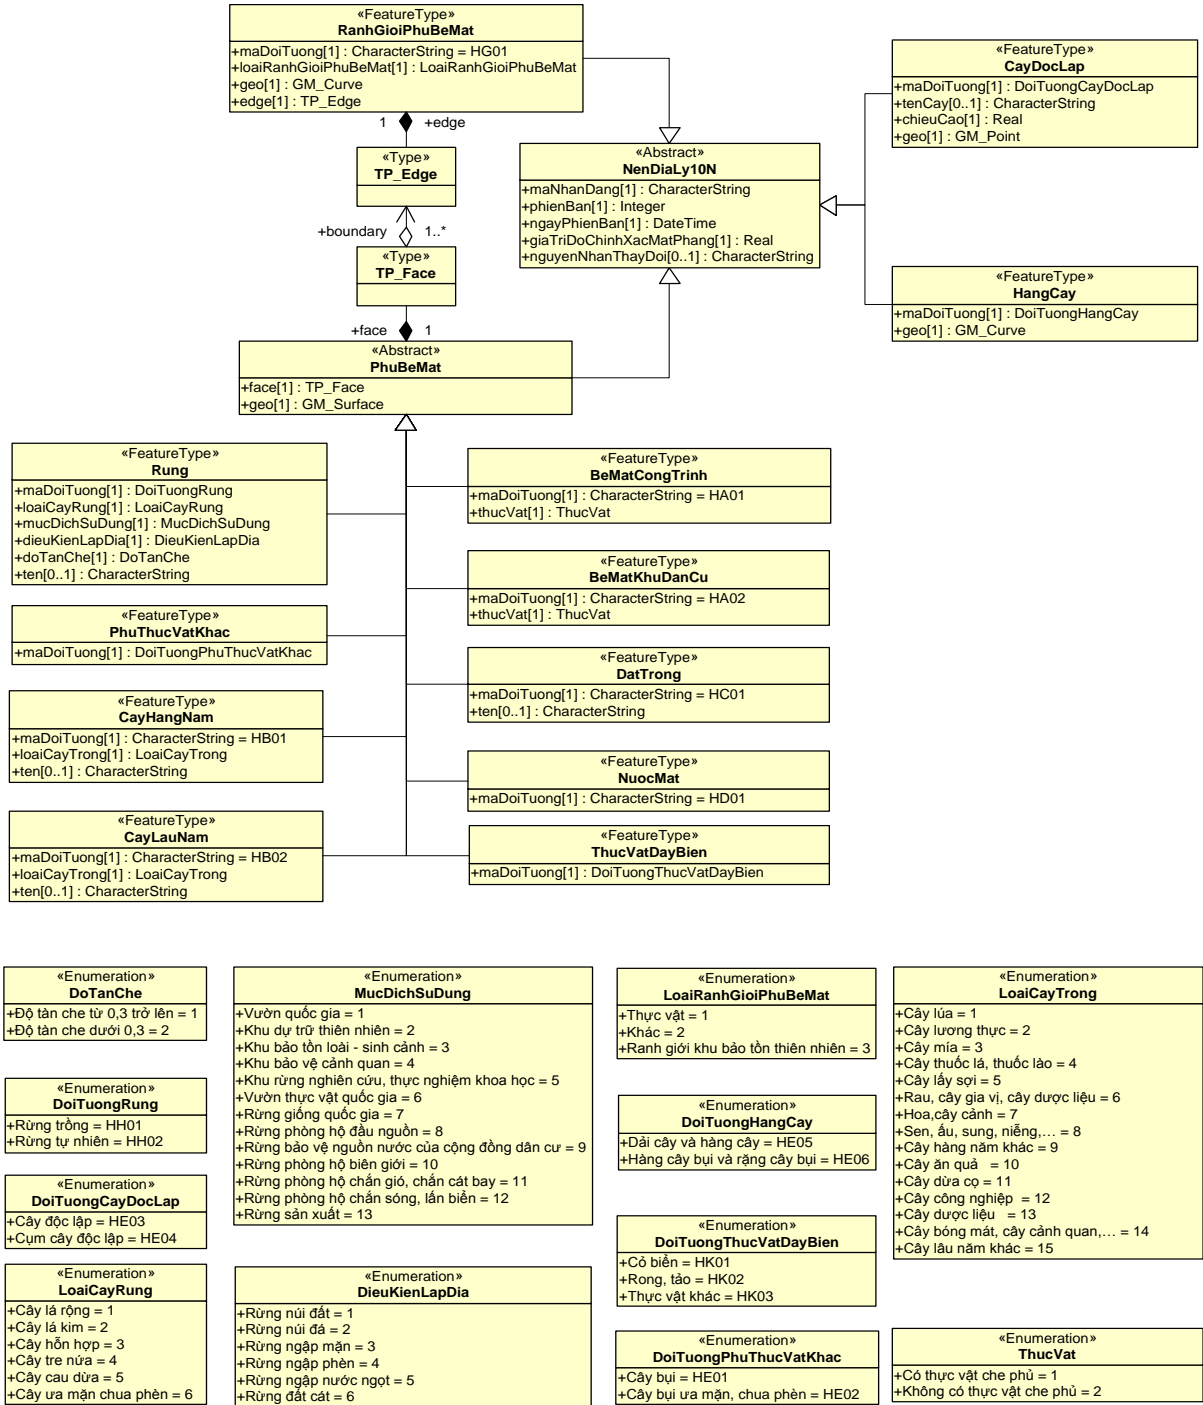 «FeatureType»
RanhGioiPhuBeMat
+maDoiTuong[1] : CharacterString = HG01
+loaiRanhGioiPhuBeMat[1] : LoaiRanhGioiPhuBeMat
+geo[1] : GM_Curve
+edge[1] : TP_Edge
1
+edge
«Type»
TP_Edge
+boundary
1..*
«Type»
TP_Face
+face
1
«Abstract»
PhuBeMat
+face[1] : TP_Face
+geo[1] : GM_Surface
«Abstract»
NenDiaLy10N
+maNhanDang[1] : CharacterString
+phienBan[1] : Integer
+ngayPhienBan[1] : DateTime
+giaTriDoChinhXacMatPhang[1] : Real
+nguyenNhanThayDoi[0..1] : CharacterString
«FeatureType»
CayDocLap
+maDoiTuong[1] : DoiTuongCayDocLap
+tenCay[0..1] : CharacterString
+chieuCao[1] : Real
+geo[1] : GM_Point
«FeatureType»
HangCay
+maDoiTuong[1] : DoiTuongHangCay
+geo[1] : GM_Curve
«FeatureType»
Rung
+maDoiTuong[1] : DoiTuongRung
+loaiCayRung[1] : LoaiCayRung
+mucDichSuDung[1] : MucDichSuDung
+dieuKienLapDia[1] : DieuKienLapDia
+doTanChe[1] : DoTanChe
+ten[0..1] : CharacterString
«FeatureType»
PhuThucVatKhac
+maDoiTuong[1] : DoiTuongPhuThucVatKhac
«FeatureType»
CayHangNam
+maDoiTuong[1] : CharacterString = HB01
+loaiCayTrong[1] : LoaiCayTrong
+ten[0..1] : CharacterString
«FeatureType»
CayLauNam
+maDoiTuong[1] : CharacterString = HB02
+loaiCayTrong[1] : LoaiCayTrong
+ten[0..1] : CharacterString
«FeatureType»
BeMatCongTrinh
+maDoiTuong[1] : CharacterString = HA01
+thucVat[1] : ThucVat
«FeatureType»
BeMatKhuDanCu
+maDoiTuong[1] : CharacterString = HA02
+thucVat[1] : ThucVat
«FeatureType»
DatTrong
+maDoiTuong[1] : CharacterString = HC01
+ten[0..1] : CharacterString
«FeatureType»
NuocMat
+maDoiTuong[1] : CharacterString = HD01
«FeatureType»
ThucVatDayBien
+maDoiTuong[1] : DoiTuongThucVatDayBien
«Enumeration»
DoTanChe
+Độ tàn che từ 0,3 trở lên = 1
+Độ tàn che dưới 0,3 = 2
«Enumeration»
DoiTuongRung
+Rừng trồng = HH01
+Rừng tự nhiên = HH02
«Enumeration»
DoiTuongCayDocLap
+Cây độc lập = HE03
+Cụm cây độc lập = HE04
«Enumeration»
LoaiCayRung
+Cây lá rộng = 1
+Cây lá kim = 2
+Cây hỗn hợp = 3
+Cây tre nứa = 4
+Cây cau dừa = 5
+Cây ưa mặn chua phèn = 6
«Enumeration»
MucDichSuDung
+Vườn quốc gia = 1
+Khu dự trữ thiên nhiên = 2
+Khu bảo tồn loài - sinh cảnh = 3
+Khu bảo vệ cảnh quan = 4
+Khu rừng nghiên cứu, thực nghiệm khoa học = 5
+Vườn thực vật quốc gia = 6
+Rừng giống quốc gia = 7
+Rừng phòng hộ đầu nguồn = 8
+Rừng bảo vệ nguồn nước của cộng đồng dân cư = 9
+Rừng phòng hộ biên giới = 10
+Rừng phòng hộ chắn gió, chắn cát bay = 11
+Rừng phòng hộ chắn sóng, lấn biển = 12
+Rừng sản xuất = 13
«Enumeration»
DieuKienLapDia
+Rừng núi đất = 1
+Rừng núi đá = 2
+Rừng ngập mặn = 3
+Rừng ngập phèn = 4
+Rừng ngập nước ngọt = 5
+Rừng đất cát = 6
«Enumeration»
LoaiRanhGioiPhuBeMat
+Thực vật = 1
+Khác = 2
+Ranh giới khu bảo tồn thiên nhiên = 3
«Enumeration»
DoiTuongHangCay
+Dải cây và hàng cây = HE05
+Hàng cây bụi và rặng cây bụi = HE06
«Enumeration»
DoiTuongThucVatDayBien
+Cỏ biển = HK01
+Rong, tảo = HK02
+Thực vật khác = HK03
«Enumeration»
DoiTuongPhuThucVatKhac
+Cây bụi = HE01
+Cây bụi ưa mặn, chua phèn = HE02
«Enumeration»
LoaiCayTrong
+Cây lúa = 1
+Cây lương thực = 2
+Cây mía = 3
+Cây thuốc lá, thuốc lào = 4
+Cây lấy sợi = 5
+Rau, cây gia vị, cây dược liệu = 6
+Hoa,cây cảnh = 7
+Sen, ấu, sung, niễng,... = 8
+Cây hàng năm khác = 9
+Cây ăn quả = 10
+Cây dừa cọ = 11
+Cây công nghiệp = 12
+Cây dược liệu = 13
+Cây bóng mát, cây cảnh quan,... = 14
+Cây lâu năm khác = 15
«Enumeration»
ThucVat
+Có thực vật che phủ = 1
+Không có thực vật che phủ = 2